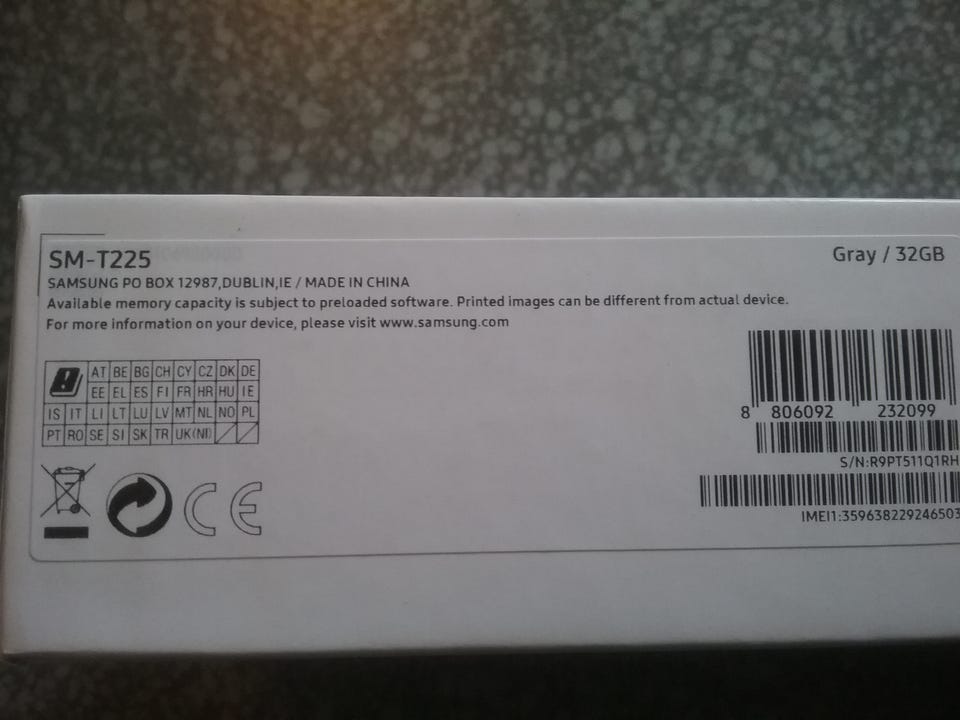 SM-T225
Gray / 32GB
SAMSUNG PO BOX 12987,DUBLIN,IE / MADE IN CHINA
Available memory capacity is subject to preloaded software. Printed images can be different from actual device.
For more information on your device, please visit www.samsung.com
AT BE BG CH CY CZ DK DE
EE EL ES FI FR HR HU IE
IS IT LI LT LU LV MT NL NO PL
PT RO SE SI SK TR UK(NI)
8 806092 232099
S/N:R9PT511Q1RH
IMEI1:359638229246503
CE